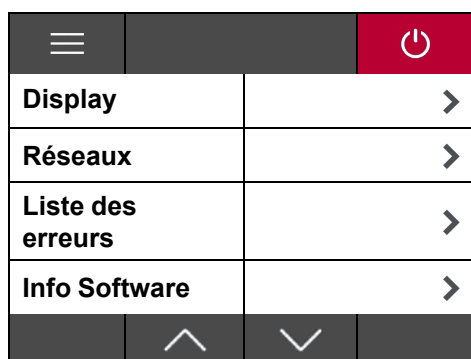 Display
Réseaux
Liste des
erreurs
Info Software